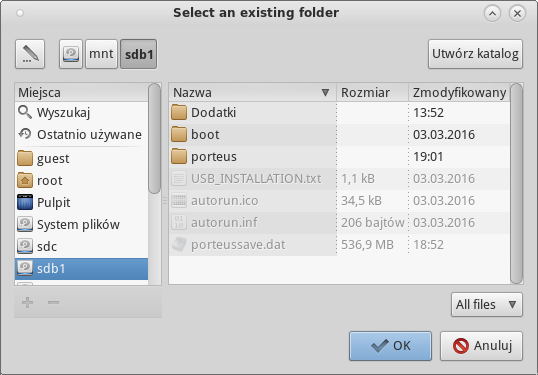 Select an existing folder
mnt sdb1 Utwórz katalog
Miejsca
Wyszukaj
Ostatnio używane
guest
root
Pulpit
System plików
sdc
sdb1
Nazwa Rozmiar Zmodyfikowany
Dodatki 13:52
boot 03.03.2016
porteus 19:01
USB_INSTALLATION.txt 1,1 kB 03.03.2016
autorun.ico 34,5 kB 03.03.2016
autorun.inf 206 bajtów 03.03.2016
porteussave.dat 536,9 MB 18:52
All files
OK Anuluj